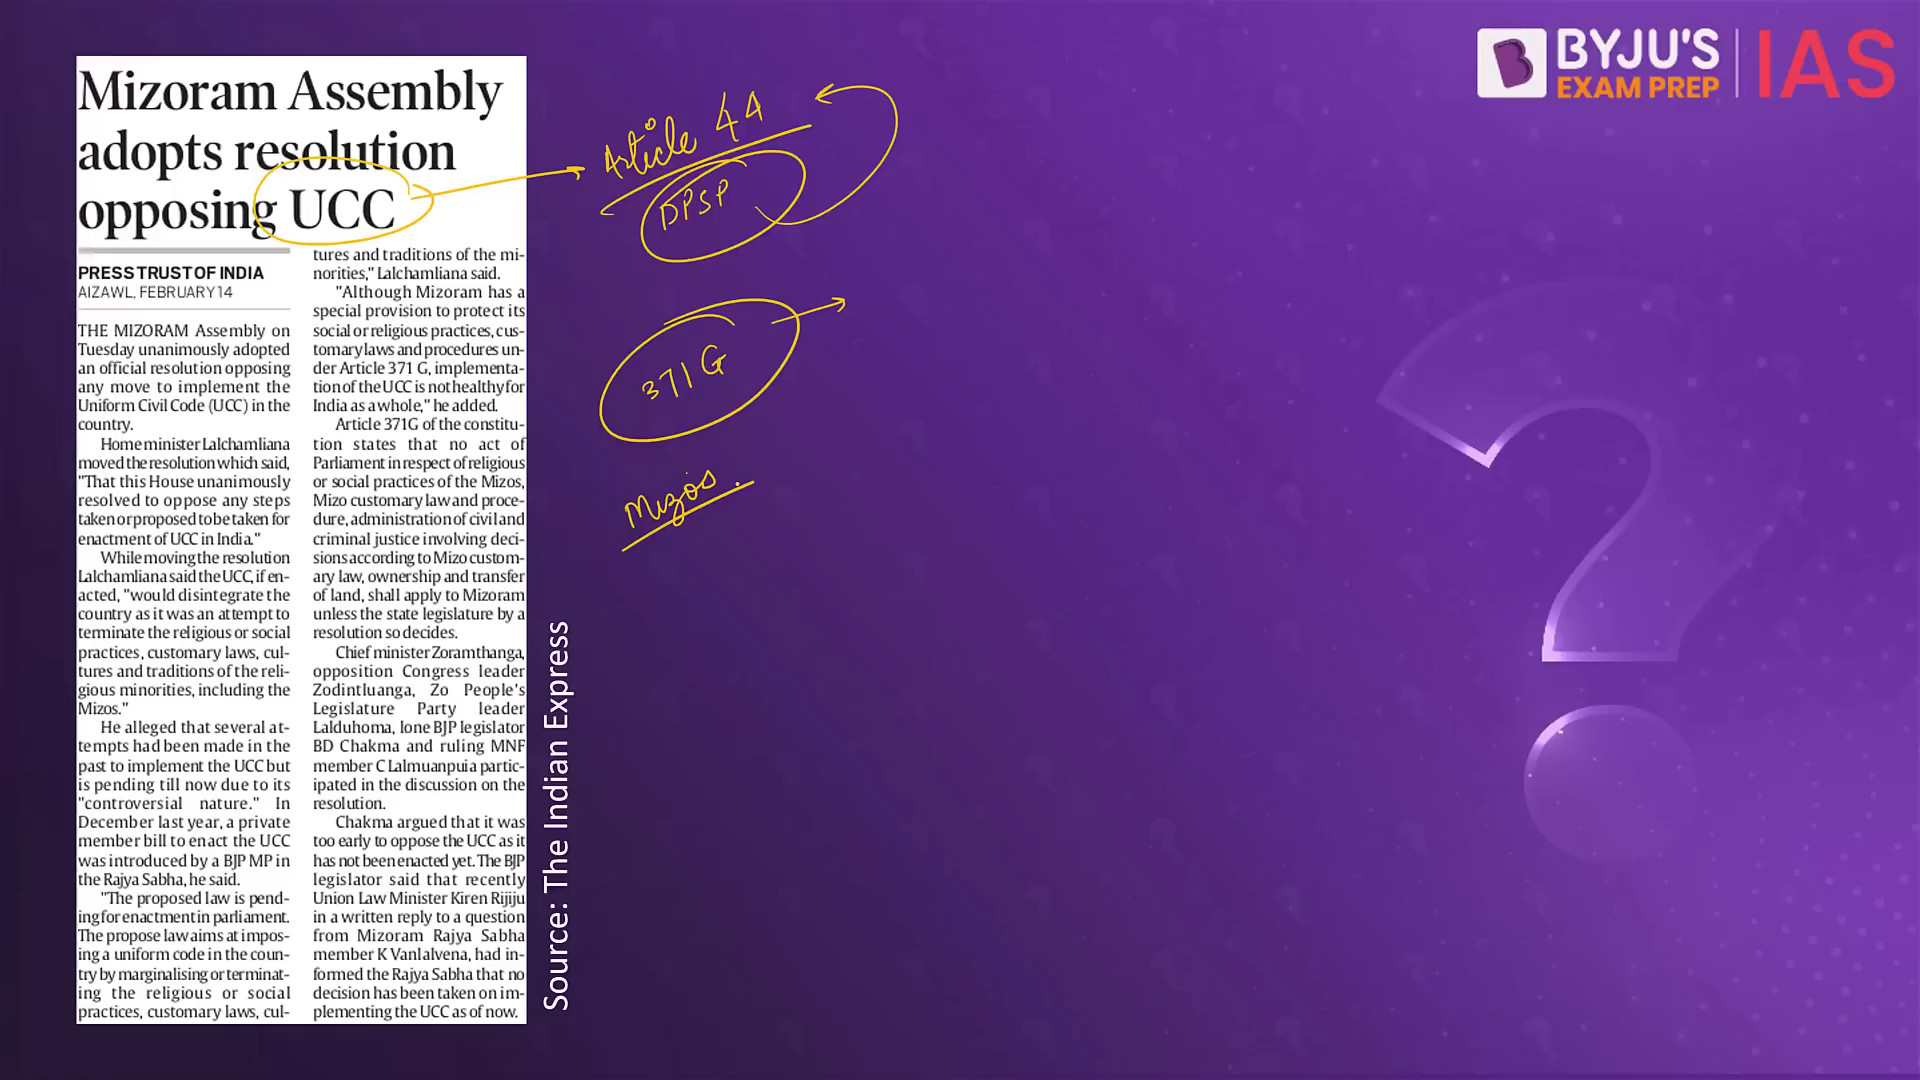 Mizoram Assembly
adopts resolution
opposing UCC
PRESS TRUST OF INDIA
AIZAWL, FEBRUARY 14
THE MIZORAM Assembly on
Tuesday unanimously adopted
an official resolution opposing
any move to implement the
Uniform Civil Code (UCC) in the
country.
Home minister Lalchamliana
moved the resolution which said,
"That this House unanimously
resolved to oppose any steps
taken or proposed to be taken for
enactment of UCC in India."
While moving the resolution
Lalchamliana said the UCC, if en-
acted, "would disintegrate the
country as it was an attempt to
terminate the religious or social
practices, customary laws, cul-
tures and traditions of the reli-
gious minorities, including the
Mizos."
He alleged that several at-
tempts had been made in the
past to implement the UCC but
is pending till now due to its
"controversial nature." In
December last year, a private
member bill to enact the UCC
was introduced by a BJP MP in
the Rajya Sabha, he said.
"The proposed law is pend-
ing for enactment in parliament.
The propose law aims at impos-
ing a uniform code in the coun-
try by marginalising or terminat-
ing the religious or social
practices, customary laws, cul-
tures and traditions of the mi-
norities," Lalchamliana said.
"Although Mizoram has a
special provision to protect its
social or religious practices, cus-
tomary laws and procedures un-
der Article 371 G, implementa-
tion of the UCC is not healthy for
India as a whole," he added.
Article 371G of the constitu-
tion states that no act of
Parliament in respect of religious
or social practices of the Mizos,
Mizo customary law and proce-
dure, administration of civil and
criminal justice involving deci-
sions according to Mizo custom-
ary law, ownership and transfer
of land, shall apply to Mizoram
unless the state legislature by a
resolution so decides.
Chief minister Zoramthanga,
opposition Congress leader
Zodintluanga, Zo People's
Legislature Party leader
Lalduhoma, lone BJP legislator
BD Chakma and ruling MNF
member C Lalmuanpuia partic-
ipated in the discussion on the
resolution.
Chakma argued that it was
too early to oppose the UCC as it
has not been enacted yet. The BJP
legislator said that recently
Union Law Minister Kiren Rijiju
in a written reply to a question
from Mizoram Rajya Sabha
member K Vanlalvena, had in-
formed the Rajya Sabha that no
decision has been taken on im-
plementing the UCC as of now.
Source: The Indian Express
Article 44
DPSP
371 G
Mizos.
BYJU'S
EXAM PREP
IAS